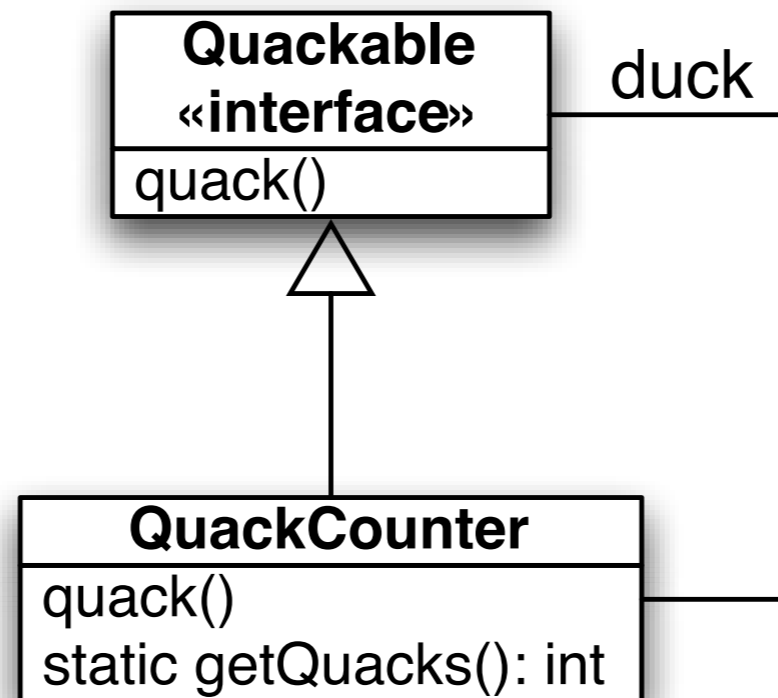 Quackable
«interface»
duck
quack()
QuackCounter
quack()
static getQuacks(): int